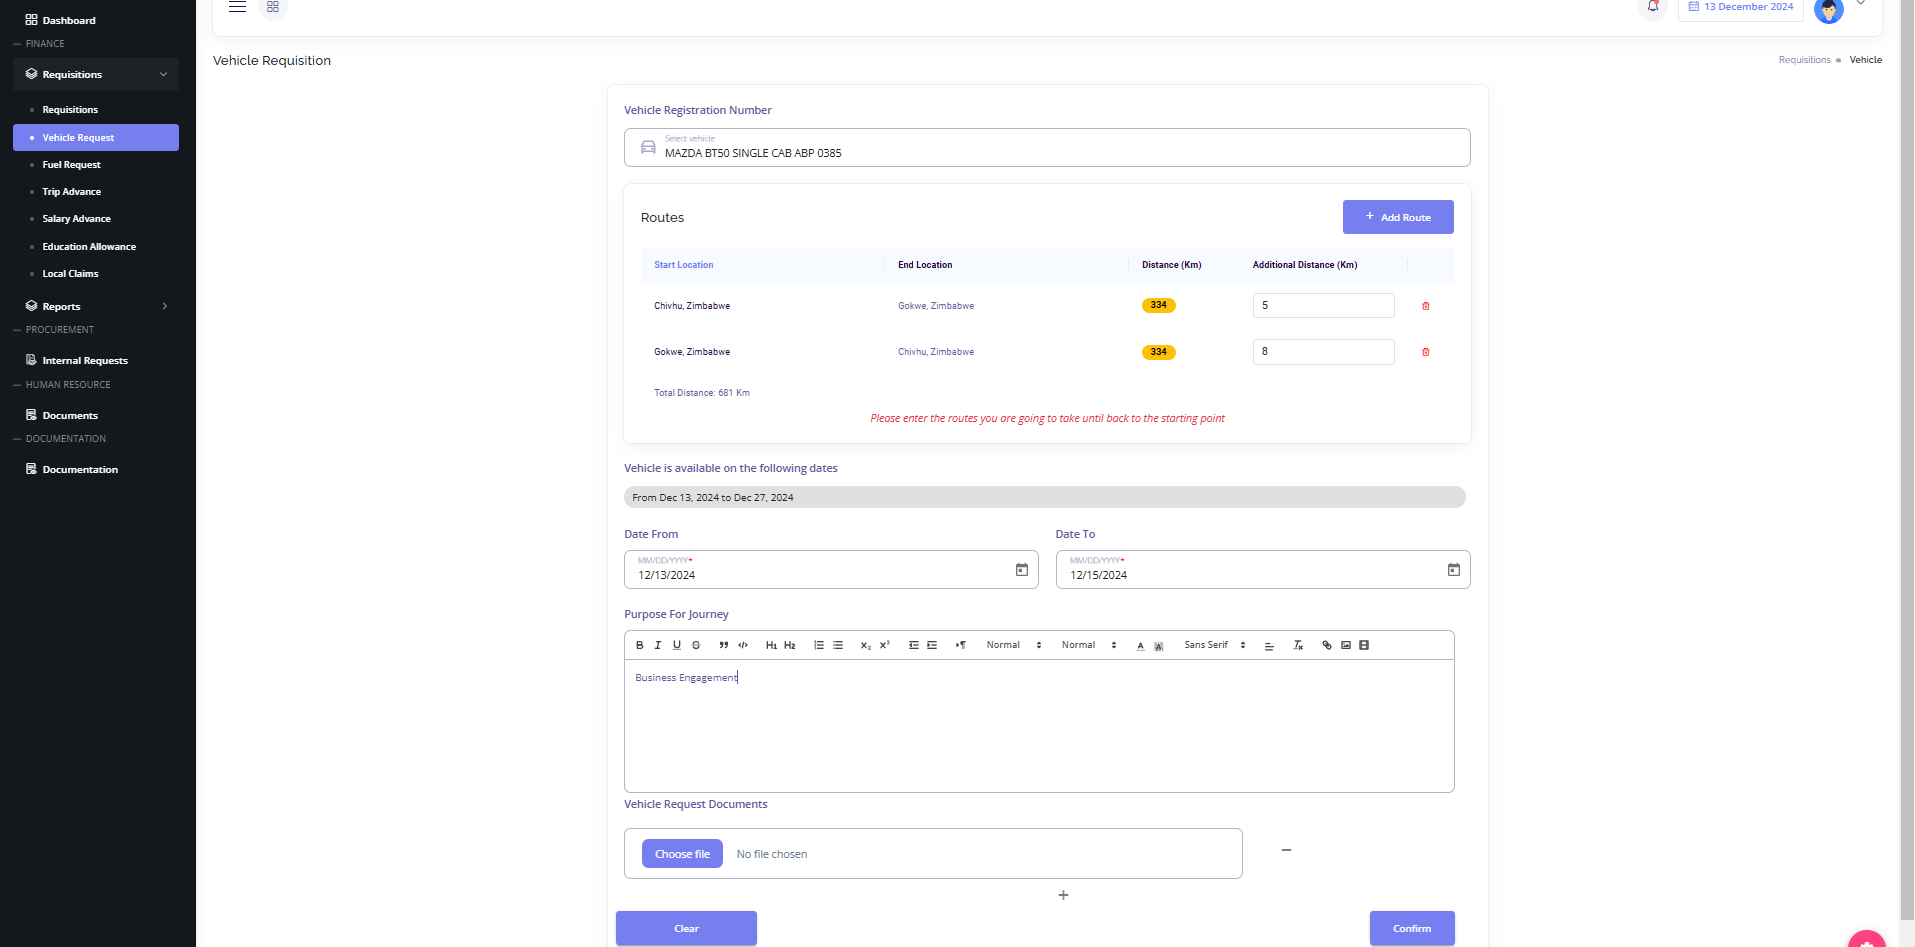 Dashboard
— FINANCE
Requisitions
Requisitions
Vehicle Request
Fuel Request
Trip Advance
Salary Advance
Education Allowance
Local Claims
Reports
— PROCUREMENT
Internal Requests
— HUMAN RESOURCE
Documents
— DOCUMENTATION
Documentation
13 December 2024
Vehicle Requisition
Requisitions Vehicle
Vehicle Registration Number
Select vehicle
MAZDA BT50 SINGLE CAB ABP 0385
Routes
+ Add Route
Start Location End Location Distance (Km) Additional Distance (Km)
Chivhu, Zimbabwe Gokwe, Zimbabwe 334 5
Gokwe, Zimbabwe Chivhu, Zimbabwe 334 8
Total Distance: 681 Km
Please enter the routes you are going to take until back to the starting point
Vehicle is available on the following dates
From Dec 13, 2024 to Dec 27, 2024
Date From Date To
MM/DD/YYYY* MM/DD/YYYY*
12/13/2024 12/15/2024
Purpose For Journey
B I U S H1 H2 X2 X2 Normal Normal A A Sans Serif
Business Engagement
Vehicle Request Documents
Choose file No file chosen
Clear Confirm